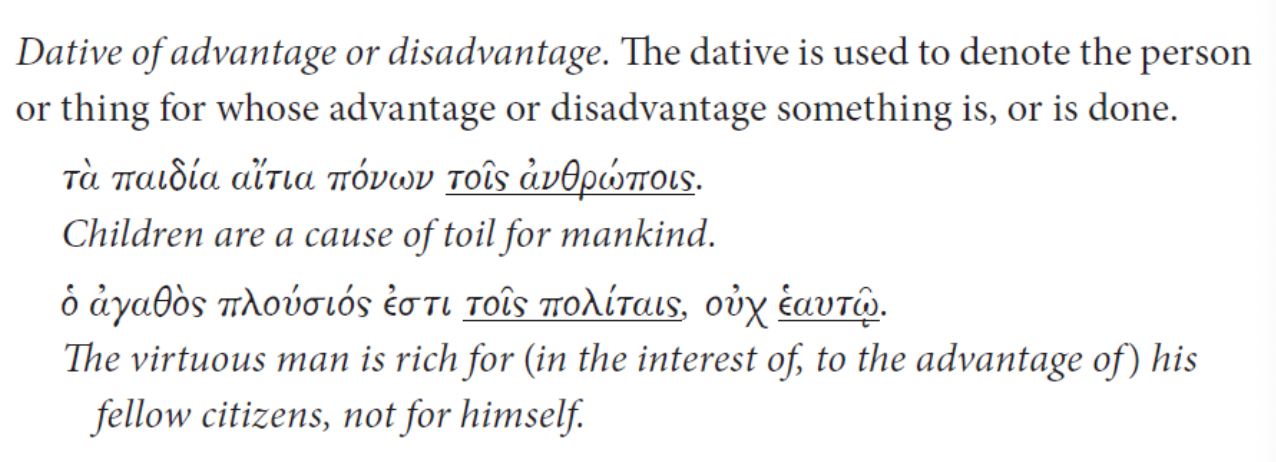 Dative of advantage or disadvantage. The dative is used to denote the person
or thing for whose advantage or disadvantage something is, or is done.
τὰ παιδία αἴτια πόνων τοῖς ἀνθρώποις.
Children are a cause of toil for mankind.
ὁ ἀγαθὸς πλούσιός ἐστι τοῖς πολίταις, οὐχ ἑαυτῷ.
The virtuous man is rich for (in the interest of, to the advantage of) his
fellow citizens, not for himself.